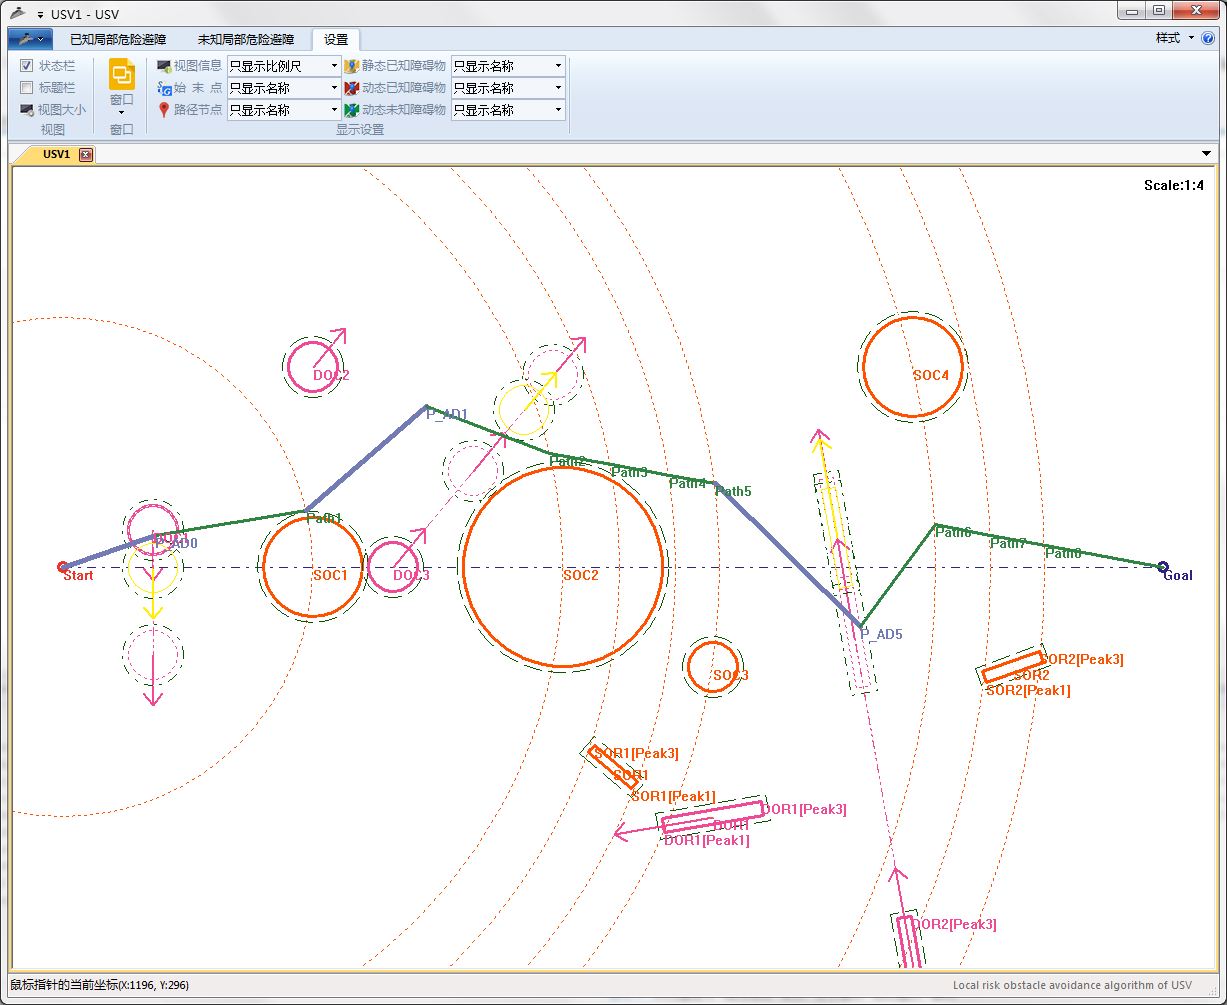 USV1 - USV
已知局部危险避障 未知局部危险避障 设置 样式
状态栏 视图信息 只显示比例尺 静态已知障碍物 只显示名称
标题栏 窗口 始 末 点 只显示名称 动态已知障碍物 只显示名称
视图大小 路径节点 只显示名称 动态未知障碍物 只显示名称
视图 窗口 显示设置
USV1
Scale:1:4
DOC2
SOC4
P_AD1
Path2
Path3
Path4
Path5
Path1
Path6
P_AD0
Path7
Path8
Start
SOC1
DOC3
SOC2
Goal
P_AD5
SOC3
SOR2
SOR2[Peak1]
SOR1[Peak3]
SOR1
SOR1[Peak1]
DOR1[Peak3]
DOR1
DOR1[Peak1]
DOR2[Peak3]
鼠标指针的当前坐标(X:1196, Y:296) Local risk obstacle avoidance algorithm of USV